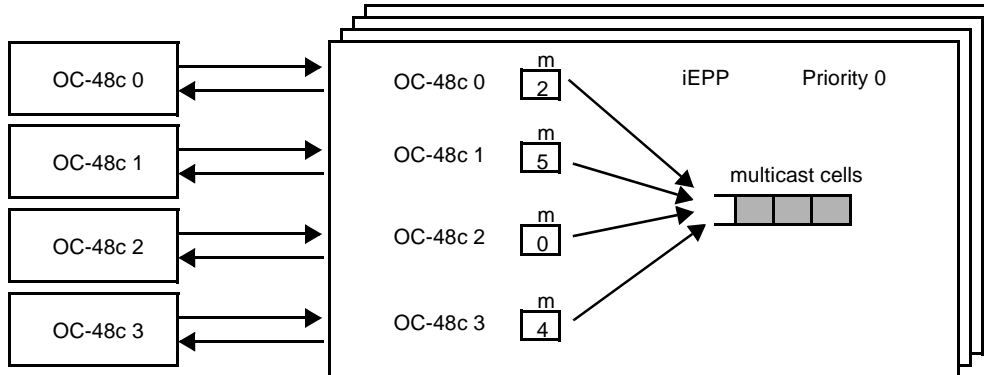 m
OC-48c 0
OC-48c 0
2
iEPP
Priority 0
m
OC-48c 1
OC-48c 1
5
multicast cells
m
OC-48c 2
OC-48c 2
0
m
OC-48c 3
OC-48c 3
4